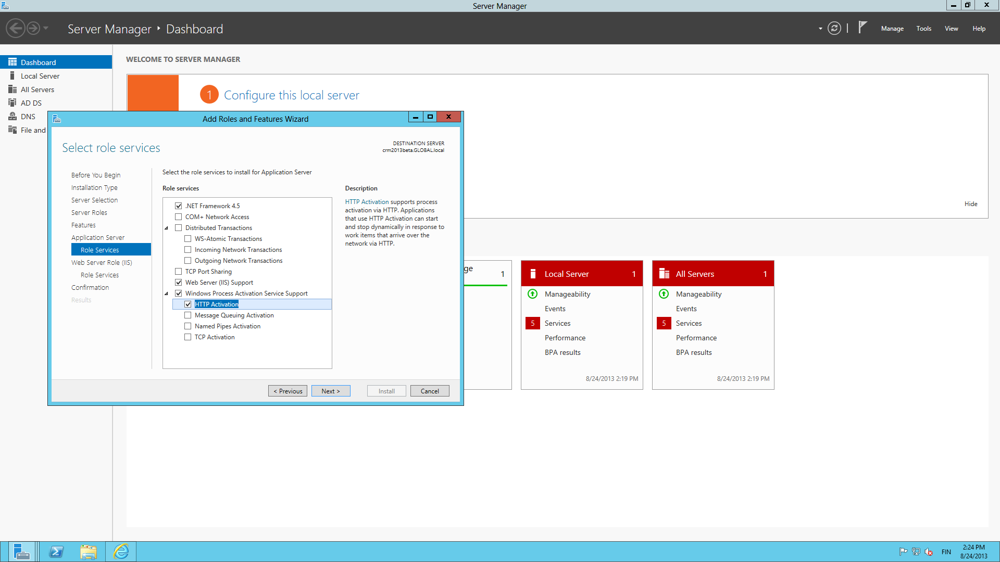 Server Manager
Server Manager ‣ Dashboard
Manage
Tools
View
Help
Dashboard
Local Server
All Servers
AD DS
DNS
File and
WELCOME TO SERVER MANAGER
1 Configure this local server
Hide
Add Roles and Features Wizard
Select role services
DESTINATION SERVER
crm2013beta.GLOBAL.local
Before You Begin
Installation Type
Server Selection
Server Roles
Features
Application Server
Role Services
Web Server Role (IIS)
Role Services
Confirmation
Results
Select the role services to install for Application Server
Role services
.NET Framework 4.5
COM+ Network Access
Distributed Transactions
WS-Atomic Transactions
Incoming Network Transactions
Outgoing Network Transactions
TCP Port Sharing
Web Server (IIS) Support
Windows Process Activation Service Support
HTTP Activation
Message Queuing Activation
Named Pipes Activation
TCP Activation
Description
HTTP Activation supports process
activation via HTTP. Applications
that use HTTP Activation can start
and stop dynamically in response to
work items that arrive over the
network via HTTP.
< Previous
Next >
Install
Cancel
ge
1
Local Server 1
Manageability
Events
5 Services
Performance
BPA results
8/24/2013 2:19 PM
All Servers 1
Manageability
Events
5 Services
Performance
BPA results
8/24/2013 2:19 PM
FIN
2:24 PM
8/24/2013